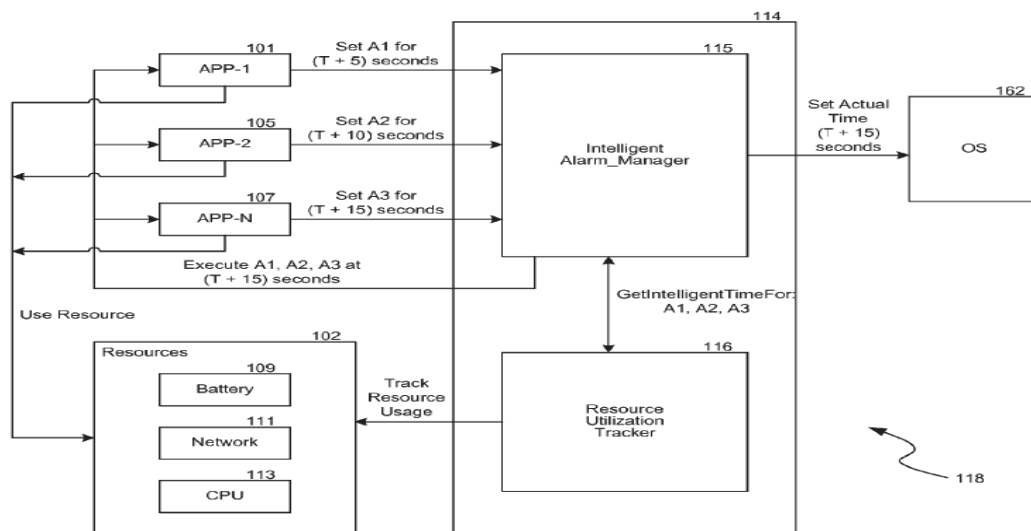 114
101
APP-1
Set A1 for
(T + 5) seconds
115
Intelligent
Alarm_Manager
Set Actual
Time
(T + 15)
seconds
162
OS
105
APP-2
Set A2 for
(T + 10) seconds
107
APP-N
Set A3 for
(T + 15) seconds
Execute A1, A2, A3 at
(T + 15) seconds
GetIntelligentTimeFor:
A1, A2, A3
Use Resource
102
Resources
109
Battery
111
Network
113
CPU
Track
Resource
Usage
116
Resource
Utilization
Tracker
118